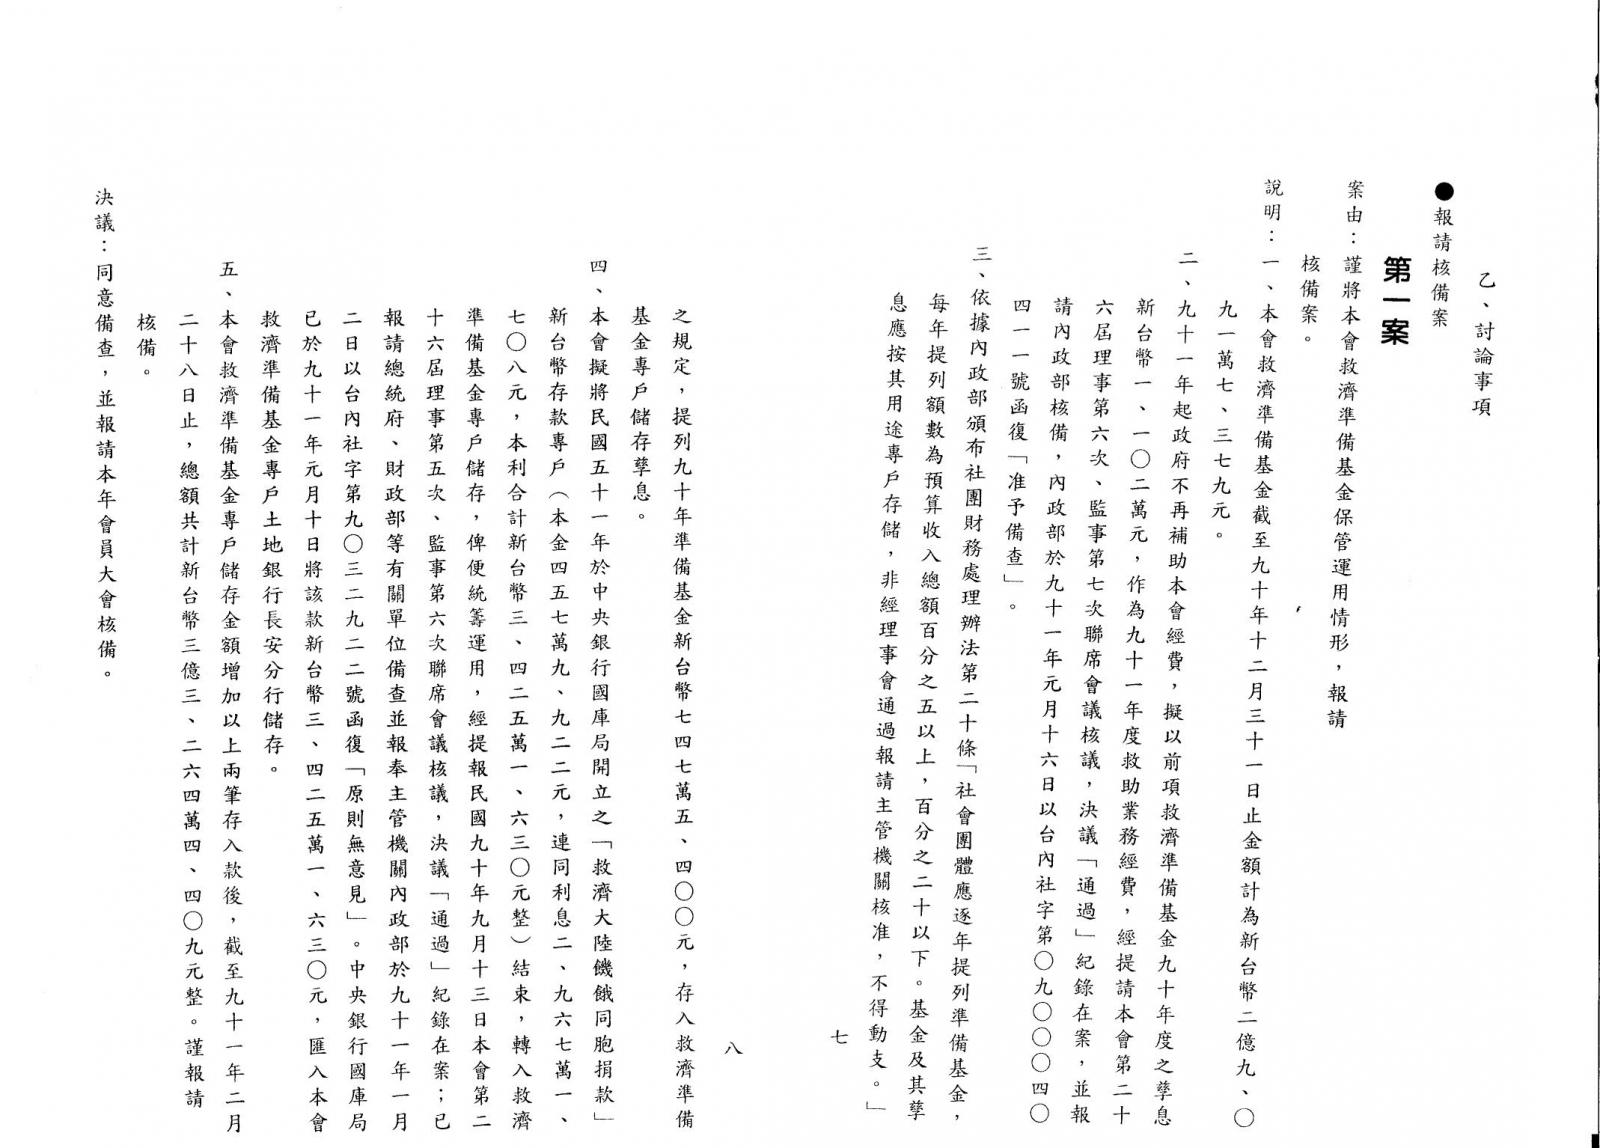 乙、討論事項
●報請核備案
第一案
案由：謹將本會救濟準備基金保管運用情形，報請
核備案。
說明：一、本會救濟準備基金截至九十年十二月三十一日止金額計為新台幣二億九、〇
九一萬七、三七九元。
二、九十一年起政府不再補助本會經費，擬以前項救濟準備基金九十年度之孳息
新台幣一、一〇二萬元，作為九十一年度救助業務經費，經提請本會第二十
六屆理事第六次、監事第七次聯席會議核議，決議「通過」紀錄在案，並報
請內政部核備，內政部於九十一年元月十六日以台內社字第〇九〇〇〇四〇
四一一號函復「准予備查」。
三、依據內政部頒布社團財務處理辦法第二十條「社會團體應逐年提列準備基金，
每年提列額數為預算收入總額百分之五以上，百分之二十以下。基金及其孳
息應按其用途專戶存儲，非經理事會通過報請主管機關核准，不得動支。」
七
八
之規定，提列九十年準備基金新台幣七四七萬五、四〇〇元，存入救濟準備
基金專戶儲存孳息。
四、本會擬將民國五十一年於中央銀行國庫局開立之「救濟大陸饑餓同胞捐款」
新台幣存款專戶（本金四五七萬九、九二二元，連同利息二、九六七萬一、
七〇八元，本利合計新台幣三、四二五萬一、六三〇元整）結束，轉入救濟
準備基金專戶儲存，俾便統籌運用，經提報民國九十年九月十三日本會第二
十六屆理事第五次、監事第六次聯席會議核議，決議「通過」紀錄在案；已
報請總統府、財政部等有關單位備查並報奉主管機關內政部於九十一年一月
二日以台內社字第九〇三二九二二號函復「原則無意見」。中央銀行國庫局
已於九十一年元月十日將該款新台幣三、四二五萬一、六三〇元，匯入本會
救濟準備基金專戶土地銀行長安分行儲存。
五、本會救濟準備基金專戶儲存金額增加以上兩筆存入款後，截至九十一年二月
二十八日止，總額共計新台幣三億三、二六四萬四、四〇九元整。謹報請
核備。
決議：同意備查，並報請本年會員大會核備。